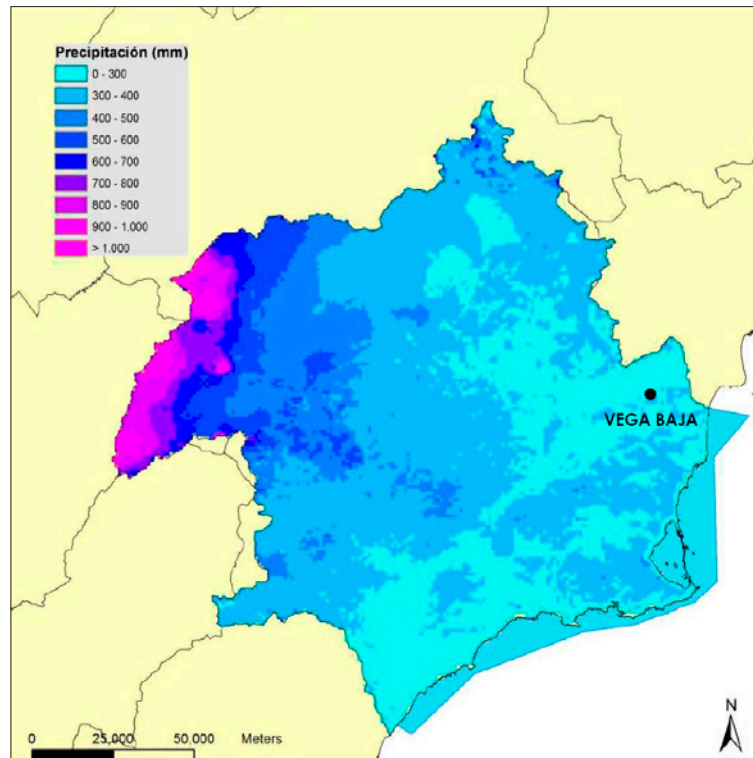 Precipitación (mm)
0 - 300
300 - 400
400 - 500
500 - 600
600 - 700
700 - 800
800 - 900
900 - 1.000
> 1.000
VEGA BAJA
N
0 25,000 50,000 Meters